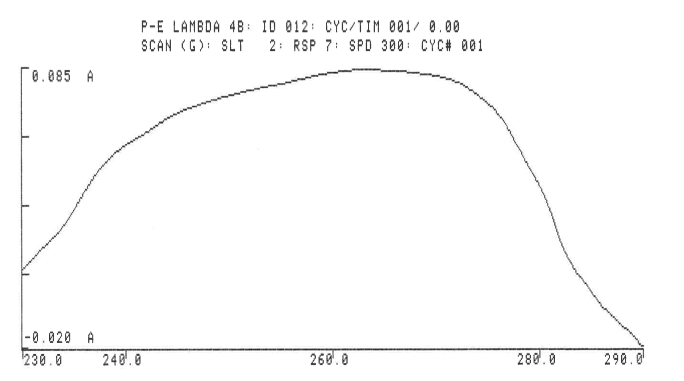 P-E LAMBDA 4B: ID 012: CYC/TIM 001/ 0.00
SCAN (G): SLT 2: RSP 7: SPD 300: CYC# 001
0.085 A
-0.020 A
230.0 240.0 260.0 280.0 290.0